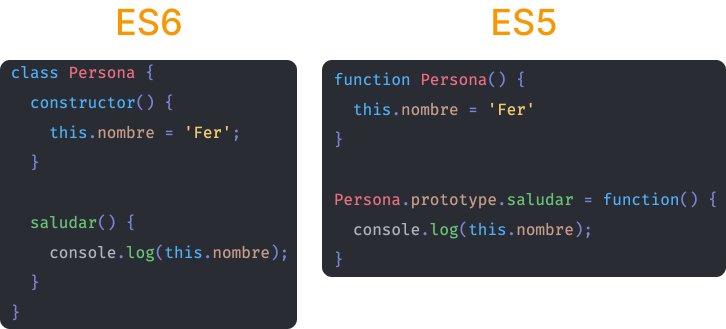 ES6
class Persona {
  constructor() {
    this.nombre = 'Fer';
  }

  saludar() {
    console.log(this.nombre);
  }
}
ES5
function Persona() {
  this.nombre = 'Fer'
}

Persona.prototype.saludar = function() {
  console.log(this.nombre);
}